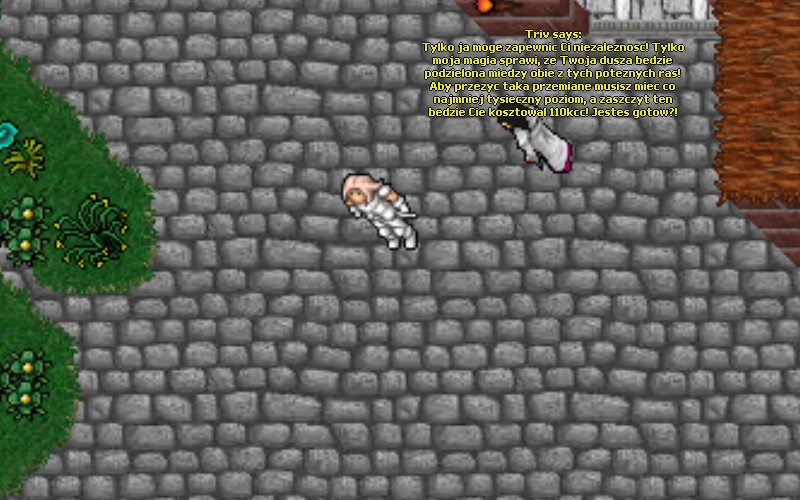 Triv says:
Tylko ja moge zapewnic Ci niezaleznosc! Tylko
moja magia sprawi, ze Twoja dusza bedzie
podzielona miedzy obie z tych poteznych ras!
Aby przezyc taka przemiane musisz miec co
najmniej tysieczny poziom, a zaszczyt ten
bedzie Cie kosztowal 110kcc! Jestes gotow?!